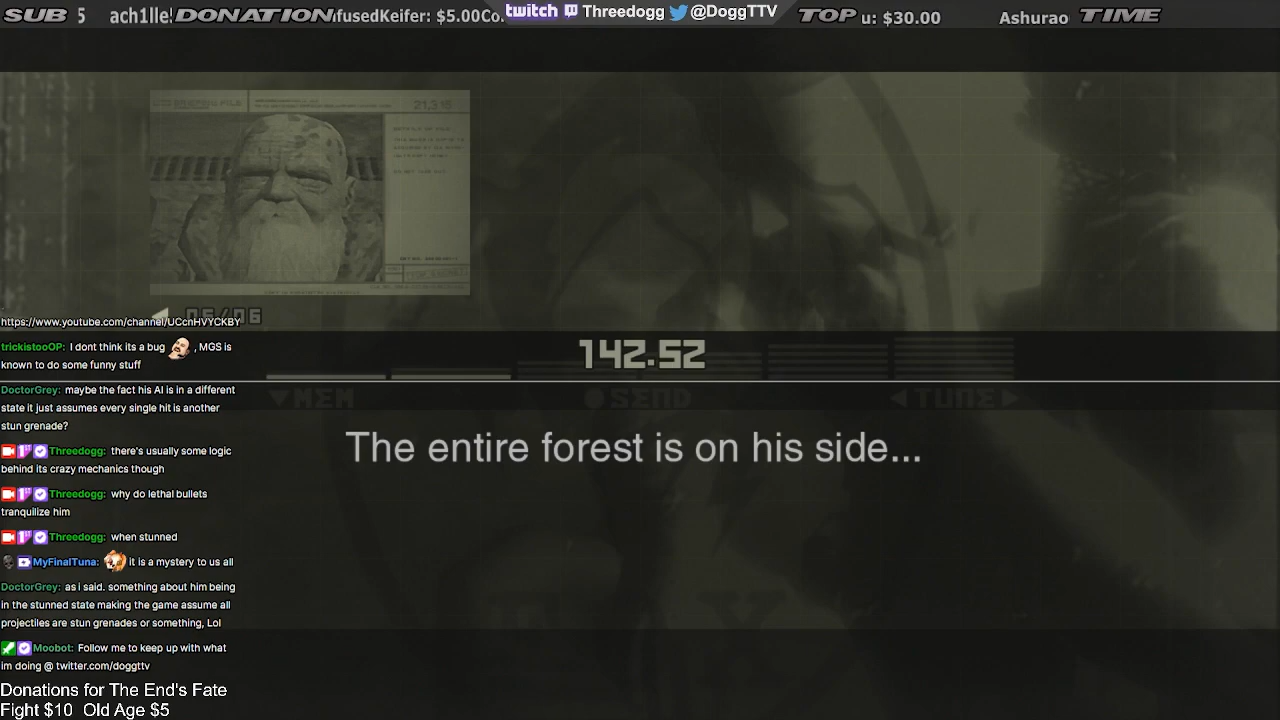 SUB 5 ach1lle! DONATION nfusedKeifer: $5.00Co. twitch Threedogg @DoggTTV TOP u: $30.00 Ashurao TIME
BRIEFING FILE
https://www.youtube.com/channel/UCcnHVYCKBY
trickistooOP: I dont think its a bug , MGS is
known to do some funny stuff
142.52
MEM SEND TUNE
DoctorGrey: maybe the fact his AI is in a different
state it just assumes every single hit is another
stun grenade?
The entire forest is on his side...
Threedogg: there's usually some logic
behind its crazy mechanics though
Threedogg: why do lethal bullets
tranquilize him
Threedogg: when stunned
MyFinalTuna: it is a mystery to us all
DoctorGrey: as i said. something about him being
in the stunned state making the game assume all
projectiles are stun grenades or something, Lol
Moobot: Follow me to keep up with what
im doing @ twitter.com/doggttv
Donations for The End's Fate
Fight $10 Old Age $5